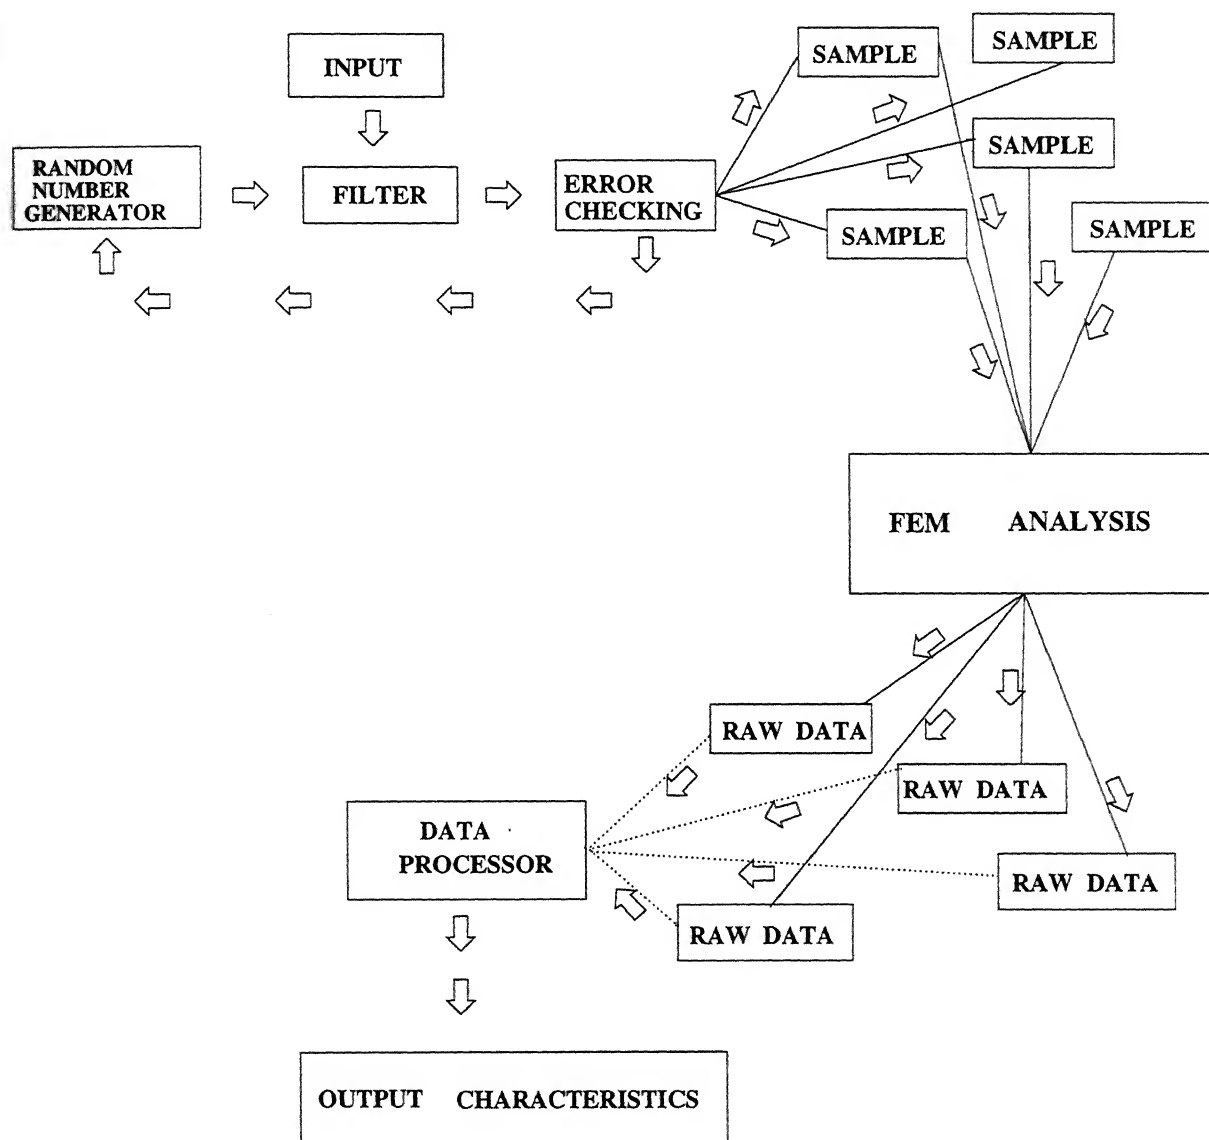 INPUT
RANDOM
NUMBER
GENERATOR
FILTER
ERROR
CHECKING
SAMPLE
SAMPLE
SAMPLE
SAMPLE
SAMPLE
FEM ANALYSIS
RAW DATA
RAW DATA
RAW DATA
RAW DATA
DATA
PROCESSOR
OUTPUT CHARACTERISTICS